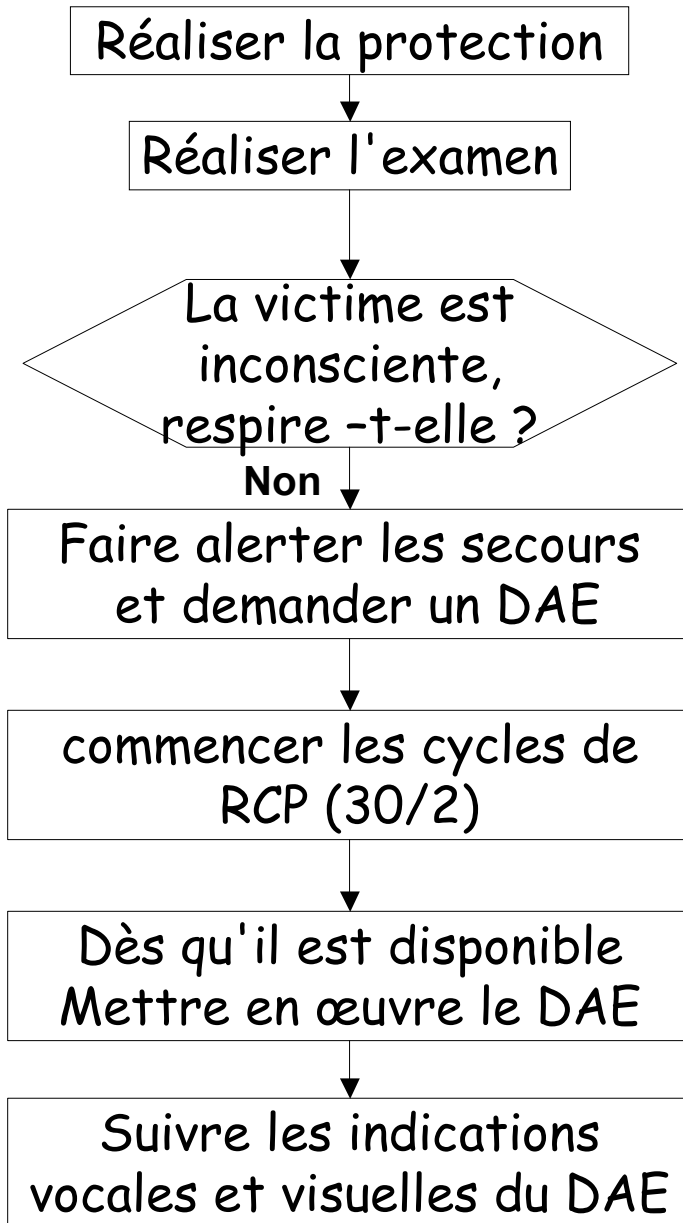 Réaliser la protection
Réaliser l'examen
La victime est
inconsciente,
respire –t-elle ?
Non
Faire alerter les secours
et demander un DAE
commencer les cycles de
RCP (30/2)
Dès qu'il est disponible
Mettre en œuvre le DAE
Suivre les indications
vocales et visuelles du DAE